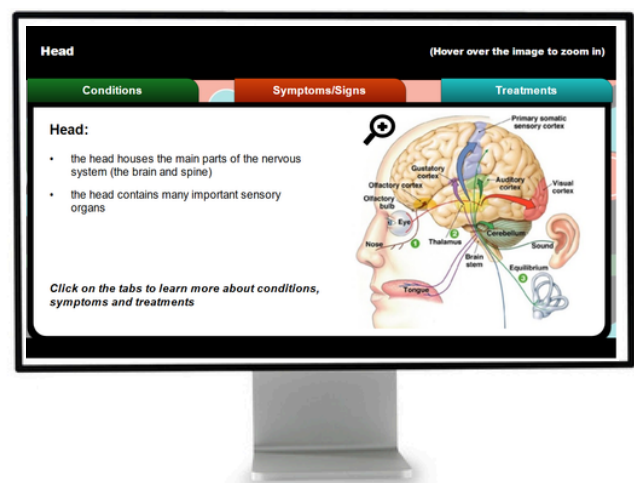 Head
(Hover over the image to zoom in)
Conditions
Symptoms/Signs
Treatments
Head:
• the head houses the main parts of the nervous
system (the brain and spine)
• the head contains many important sensory
organs
Click on the tabs to learn more about conditions,
symptoms and treatments
Primary somatic
sensory cortex
Gustatory
cortex
Olfactory cortex
Olfactory
bulb
Auditory
cortex
Visual
cortex
Eye
Nose
1
2
Thalamus
Cerebellum
Sound
Brain
stem
Equilibrium
3
Tongue